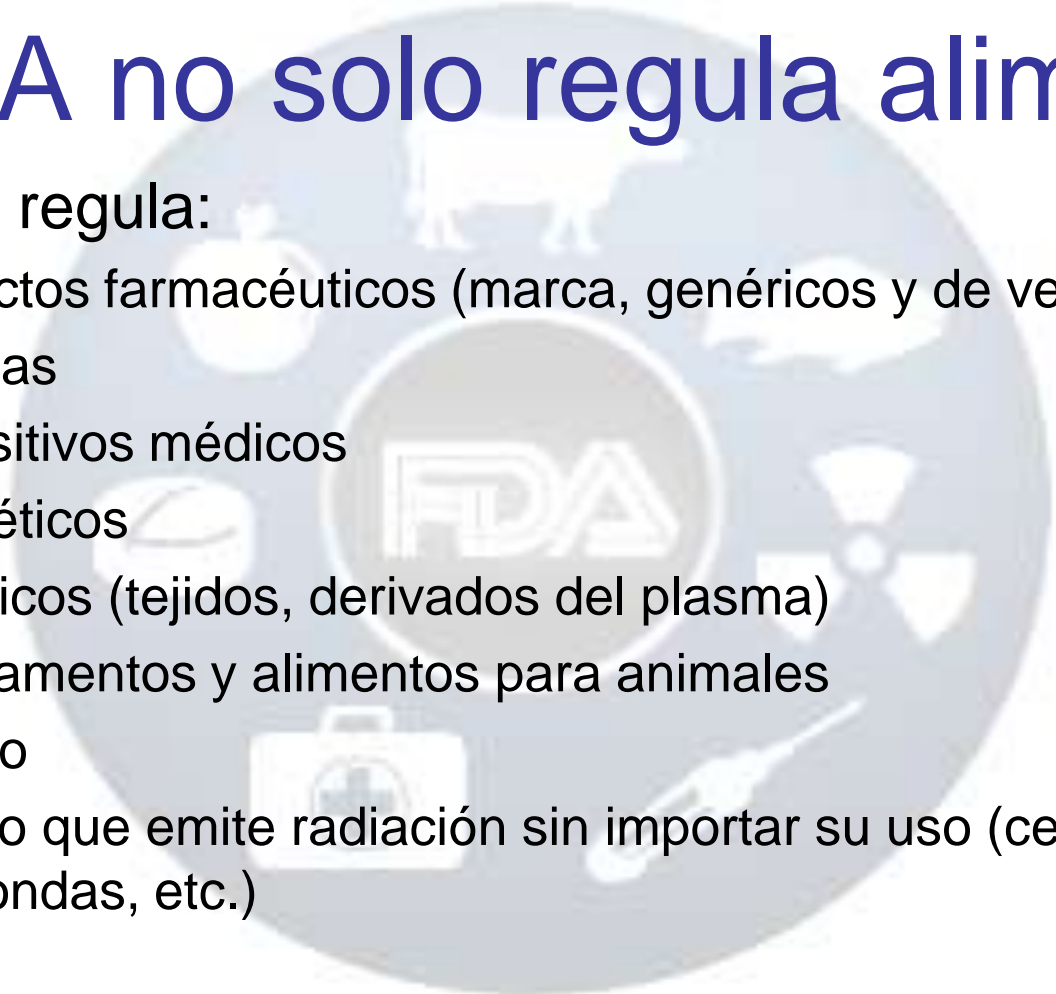 A no solo regula alim
regula:
ctos farmacéuticos (marca, genéricos y de ve
as
sitivos médicos
éticos
icos (tejidos, derivados del plasma)
amentos y alimentos para animales
o
o que emite radiación sin importar su uso (ce
ondas, etc.)
FDA